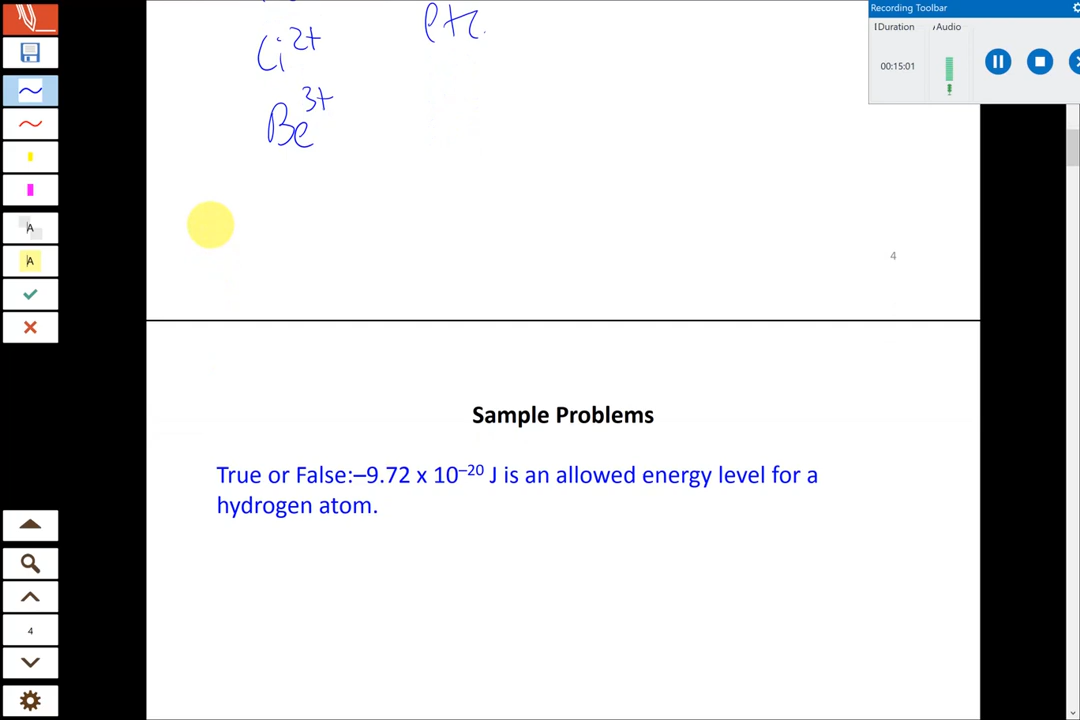 Recording Toolbar
Duration
Audio
00:15:01
etc.
Li2+
Be3+
4
Sample Problems
True or False:–9.72 x 10–20 J is an allowed energy level for a
hydrogen atom.
A
A
4